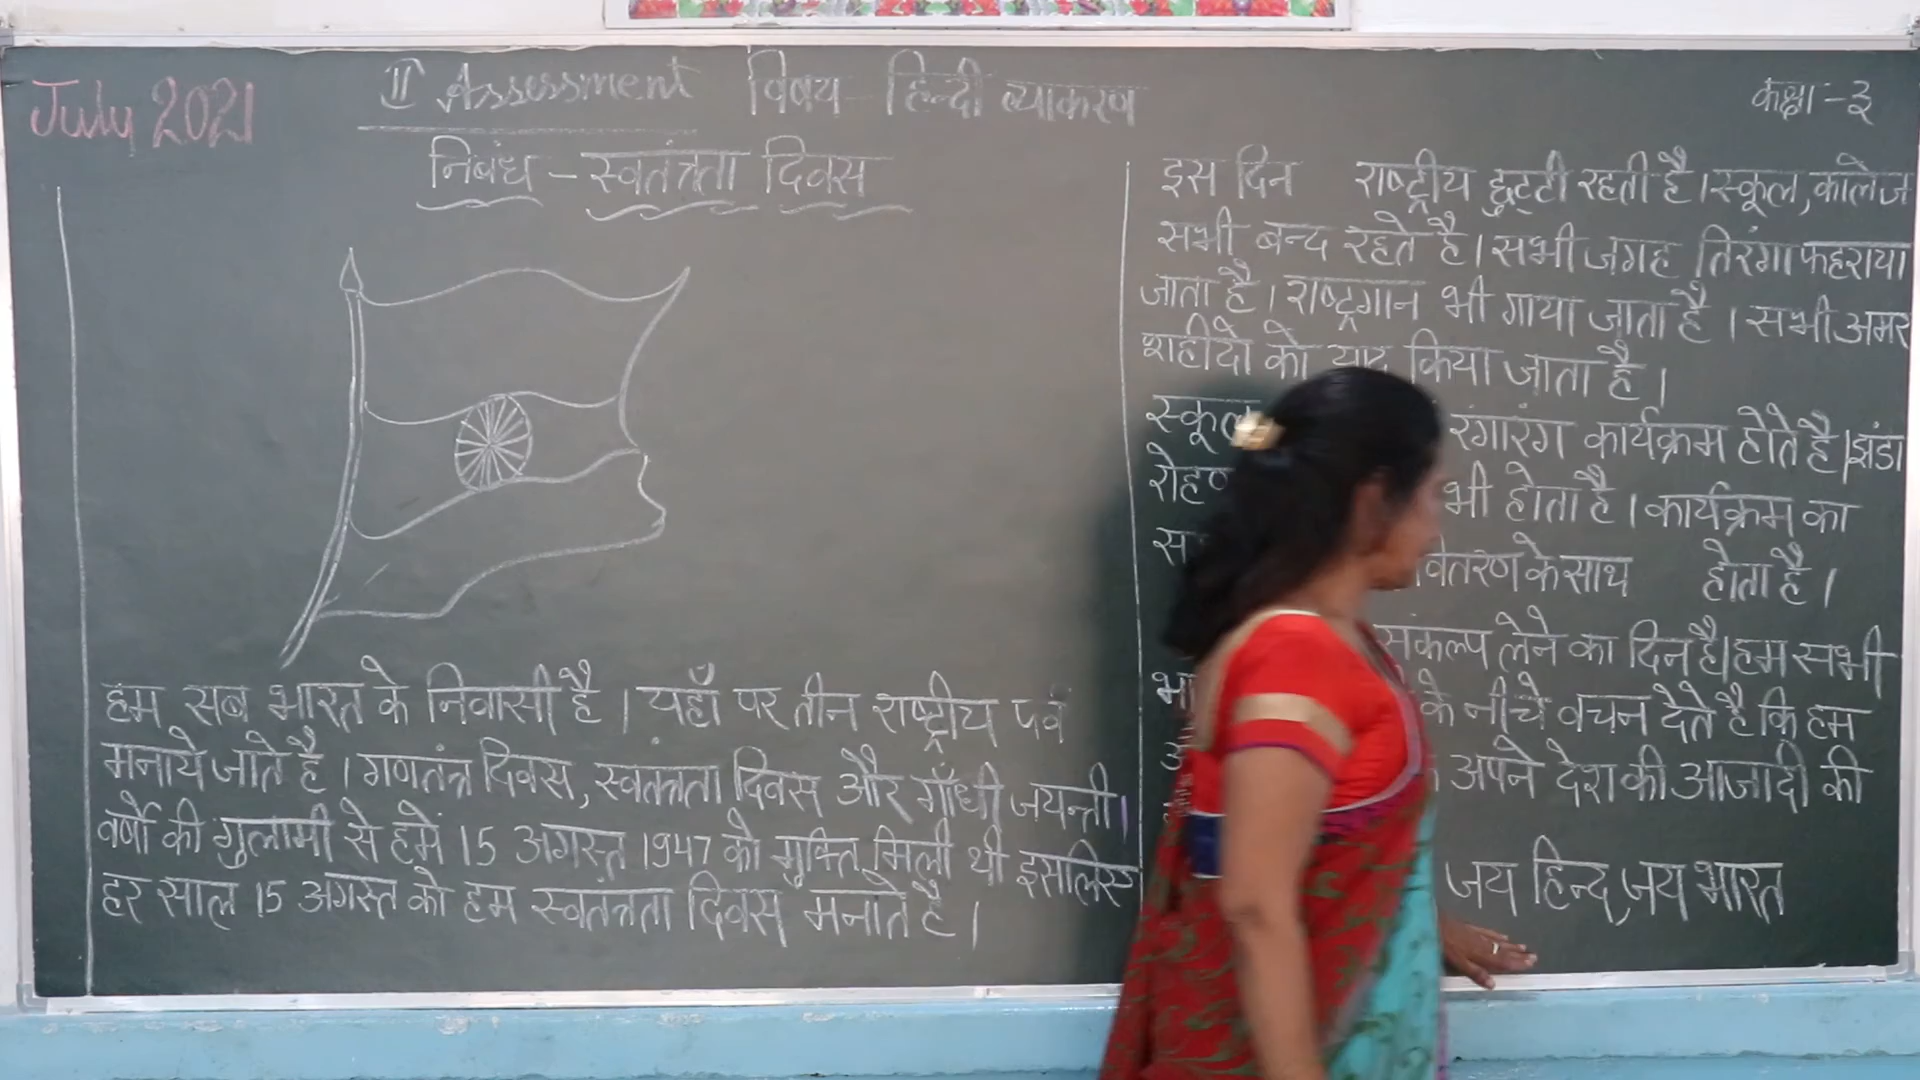 July 2021
II Assessment विषय - हिन्दी व्याकरण
कक्षा - ३
निबंध - स्वतंत्रता दिवस
हम सब भारत के निवासी है । यहाँ पर तीन राष्ट्रीय पर्व
मनाये जाते है । गणतंत्र दिवस, स्वतंत्रता दिवस और गाँधी जयन्ती।
वर्षो की गुलामी से हमें 15 अगस्त 1947 को मुक्ति मिली थी इसलिए
हर साल 15 अगस्त को हम स्वतंत्रता दिवस मनाते है ।
इस दिन राष्ट्रीय छुट्टी रहती है । स्कूल, कालेज
सभी बन्द रहते है । सभी जगह तिरंगा फहराया
जाता है । राष्ट्रगान भी गाया जाता है । सभी अमर
शहीदो को याद किया जाता है ।
स्कूल रंगारंग कार्यक्रम होते है । झंडा
भी होता है । कार्यक्रम का
वितरण के साथ होता है ।
संकल्प लेने का दिन है। हम सभी
के नीचे वचन देते है कि हम
अपने देश की आजादी की
जय हिन्द, जय भारत